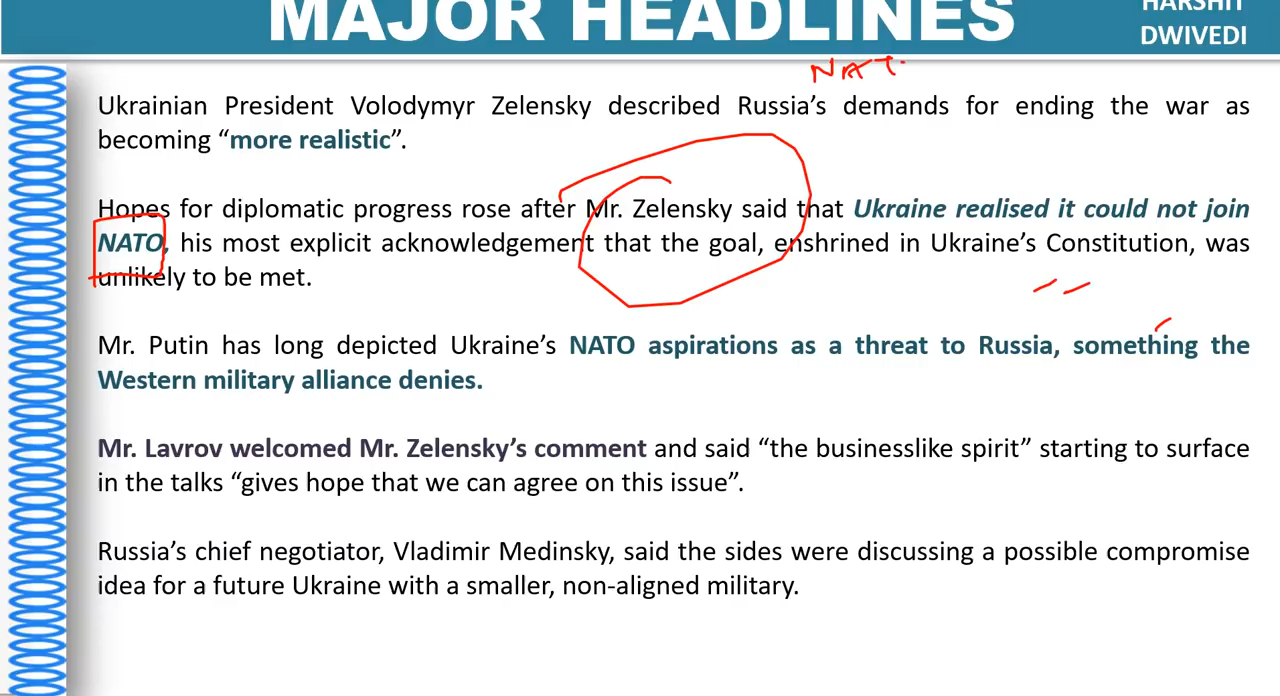 MAJOR HEADLINES
HARSHIT
DWIVEDI
NAT
Ukrainian President Volodymyr Zelensky described Russia's demands for ending the war as
becoming “more realistic”.
Hopes for diplomatic progress rose after Mr. Zelensky said that Ukraine realised it could not join
NATO, his most explicit acknowledgement that the goal, enshrined in Ukraine's Constitution, was
unlikely to be met.
Mr. Putin has long depicted Ukraine's NATO aspirations as a threat to Russia, something the
Western military alliance denies.
Mr. Lavrov welcomed Mr. Zelensky's comment and said “the businesslike spirit” starting to surface
in the talks “gives hope that we can agree on this issue”.
Russia's chief negotiator, Vladimir Medinsky, said the sides were discussing a possible compromise
idea for a future Ukraine with a smaller, non-aligned military.